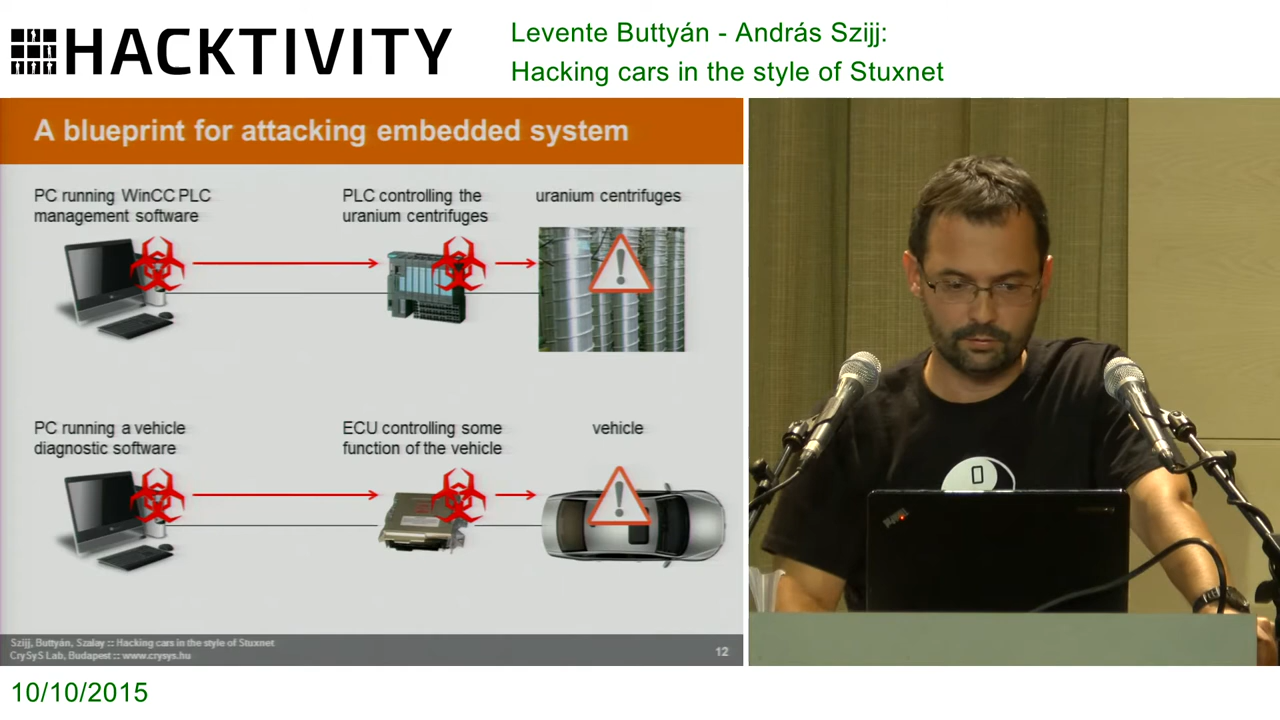 HACKTIVITY
Levente Buttyán - András Szijj:
Hacking cars in the style of Stuxnet
A blueprint for attacking embedded system
PC running WinCC PLC
management software
PLC controlling the
uranium centrifuges
uranium centrifuges
PC running a vehicle
diagnostic software
ECU controlling some
function of the vehicle
vehicle
Szijj, Buttyán, Szalay :: Hacking cars in the style of Stuxnet
CrySyS Lab, Budapest :: www.crysys.hu
12
0
10/10/2015